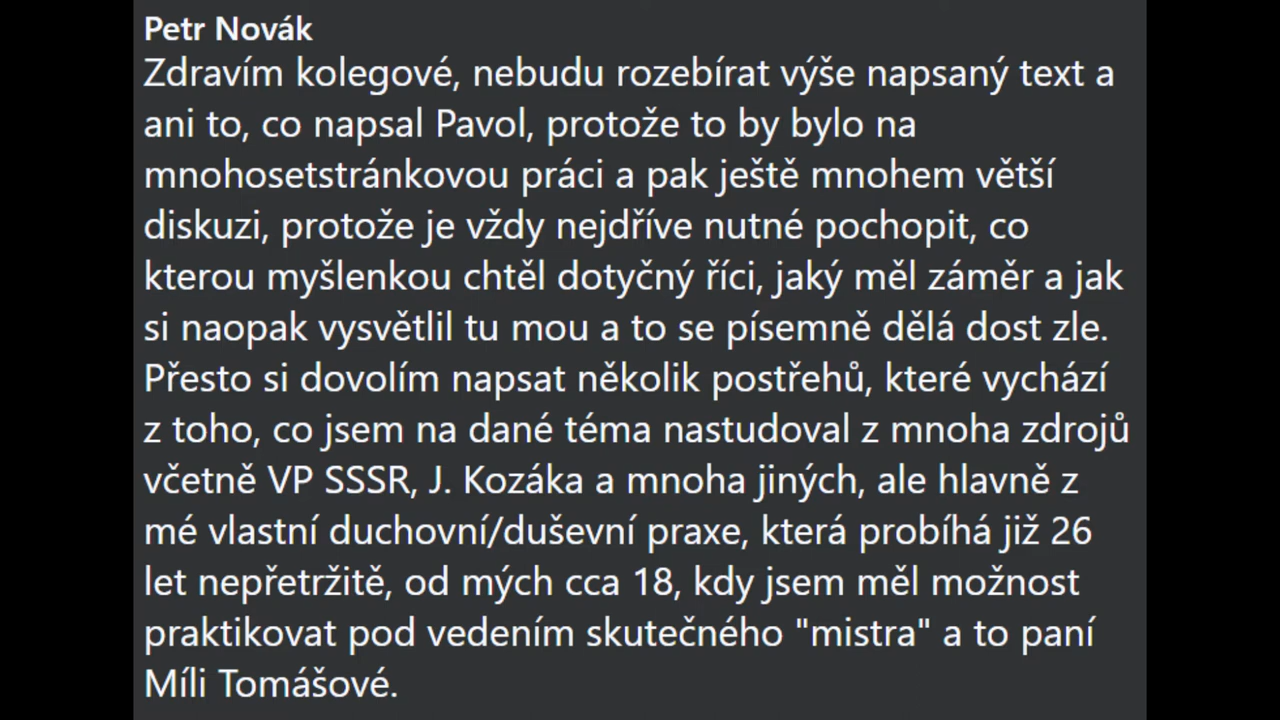 Petr Novák
Zdravím kolegové, nebudu rozebírat výše napsaný text a
ani to, co napsal Pavol, protože to by bylo na
mnohosetstránkovou práci a pak ještě mnohem větší
diskuzi, protože je vždy nejdříve nutné pochopit, co
kterou myšlenkou chtěl dotyčný říci, jaký měl záměr a jak
si naopak vysvětlil tu mou a to se písemně dělá dost zle.
Přesto si dovolím napsat několik postřehů, které vychází
z toho, co jsem na dané téma nastudoval z mnoha zdrojů
včetně VP SSSR, J. Kozáka a mnoha jiných, ale hlavně z
mé vlastní duchovní/duševní praxe, která probíhá již 26
let nepřetržitě, od mých cca 18, kdy jsem měl možnost
praktikovat pod vedením skutečného "mistra" a to paní
Míli Tomášové.